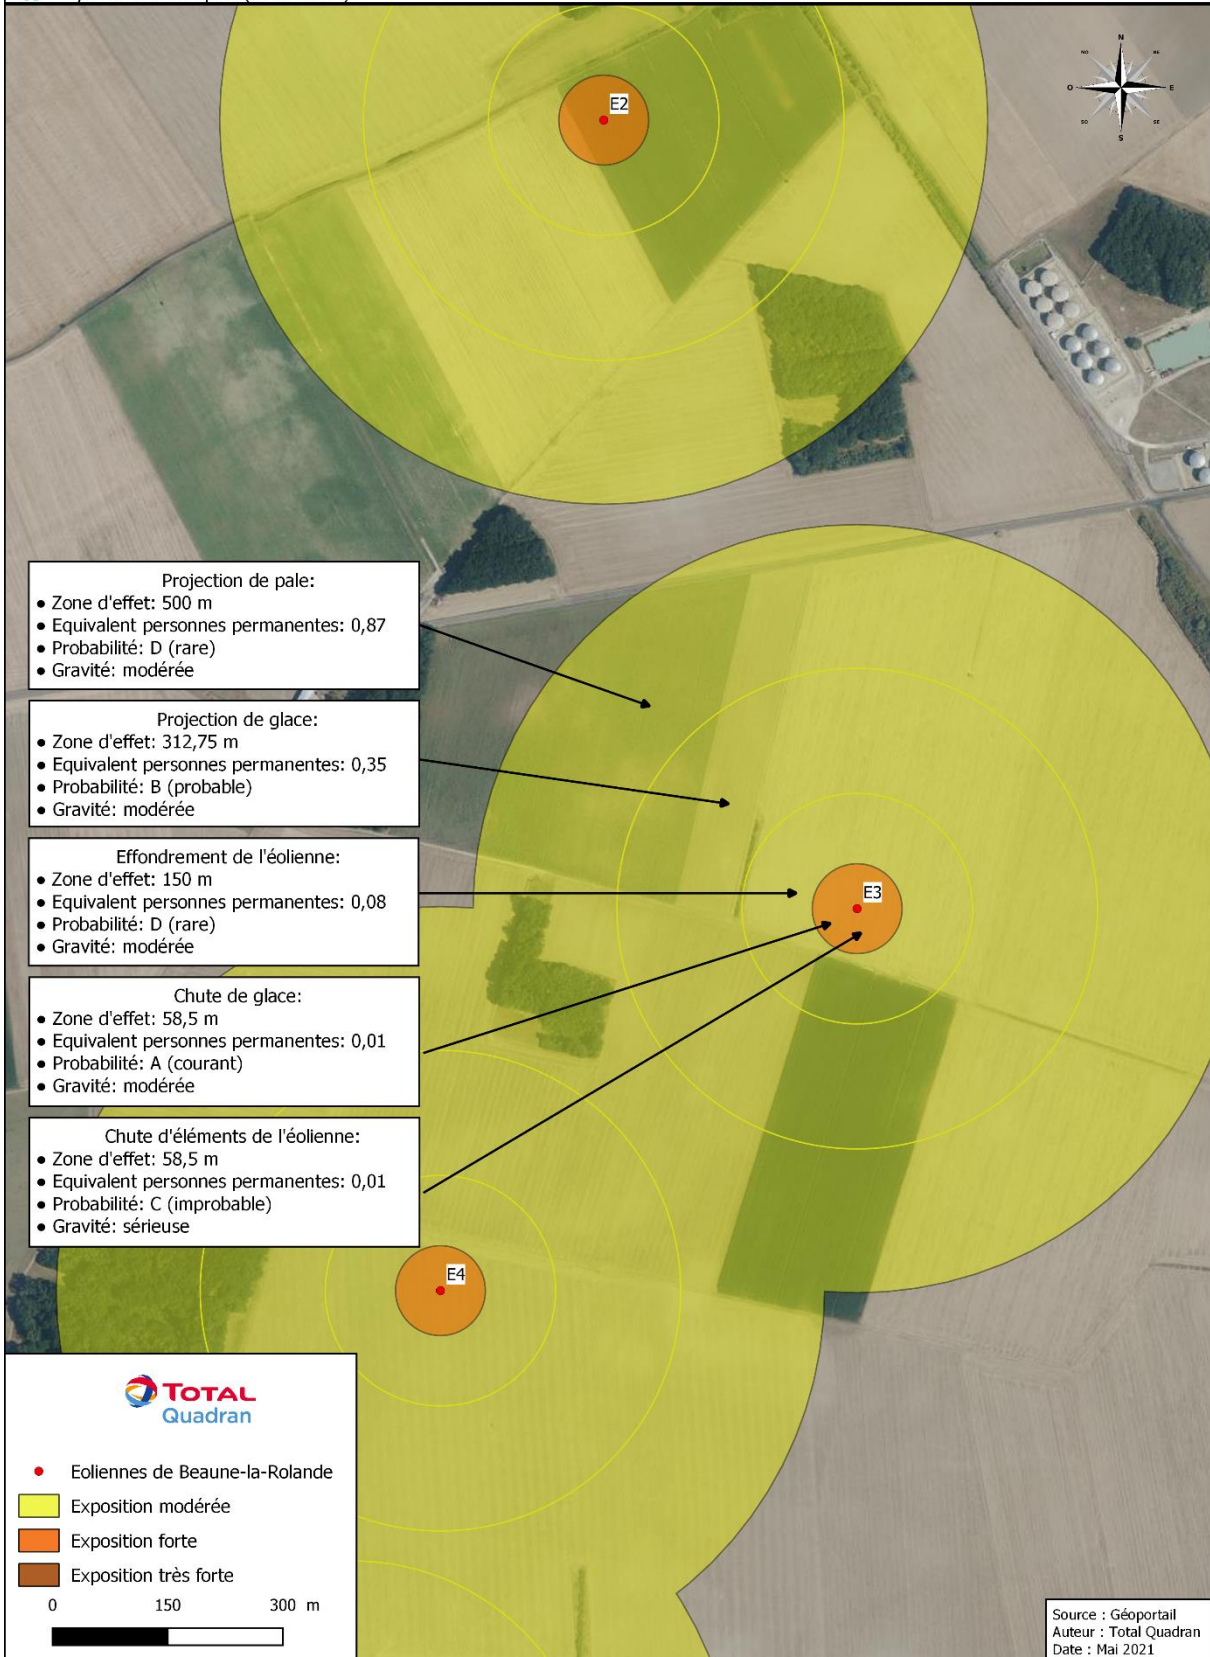 N
NO
NE
O
E
SO
SE
S
E2
Projection de pale:
• Zone d'effet: 500 m
• Equivalent personnes permanentes: 0,87
• Probabilité: D (rare)
• Gravité: modérée
Projection de glace:
• Zone d'effet: 312,75 m
• Equivalent personnes permanentes: 0,35
• Probabilité: B (probable)
• Gravité: modérée
Effondrement de l'éolienne:
• Zone d'effet: 150 m
• Equivalent personnes permanentes: 0,08
• Probabilité: D (rare)
• Gravité: modérée
E3
Chute de glace:
• Zone d'effet: 58,5 m
• Equivalent personnes permanentes: 0,01
• Probabilité: A (courant)
• Gravité: modérée
Chute d'éléments de l'éolienne:
• Zone d'effet: 58,5 m
• Equivalent personnes permanentes: 0,01
• Probabilité: C (improbable)
• Gravité: sérieuse
E4
TOTAL
Quadran
Eoliennes de Beaune-la-Rolande
Exposition modérée
Exposition forte
Exposition très forte
0 150 300 m
Source : Géoportail
Auteur : Total Quadran
Date : Mai 2021